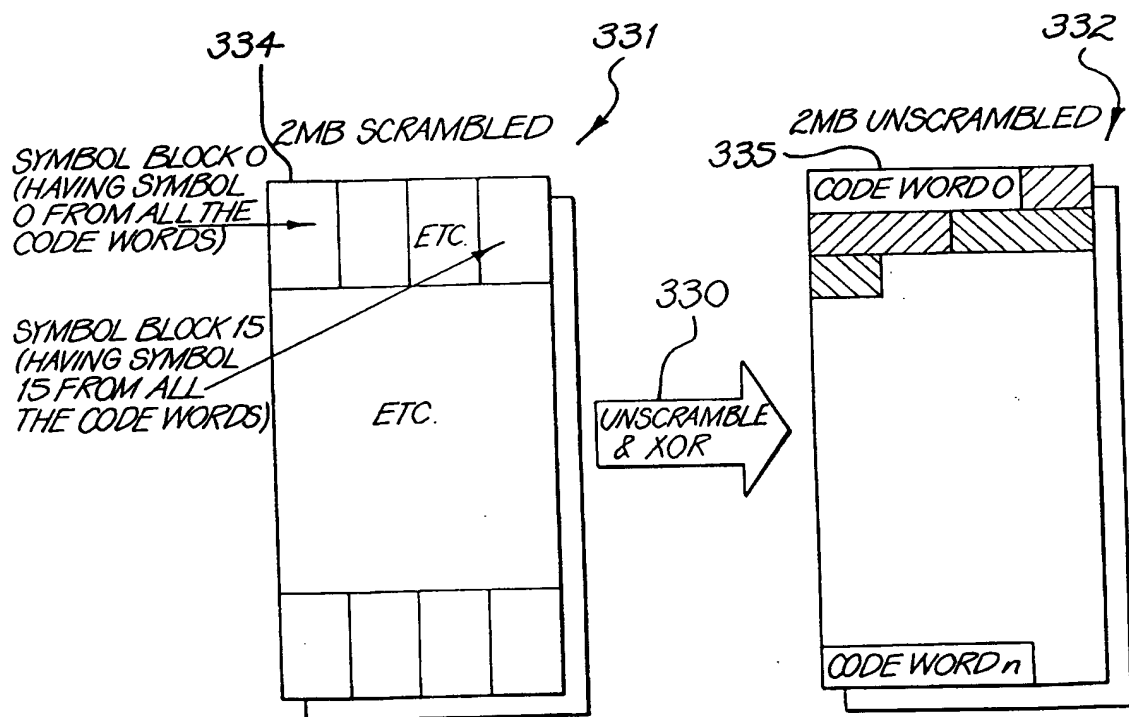 334
331
332
2MB SCRAMBLED
2MB UNSCRAMBLED
335
SYMBOL BLOCK 0
(HAVING SYMBOL
0 FROM ALL THE
CODE WORDS)
ETC.
CODE WORD 0
SYMBOL BLOCK 15
(HAVING SYMBOL
15 FROM ALL
THE CODE WORDS)
ETC.
330
UNSCRAMBLE
& XOR
CODE WORD n